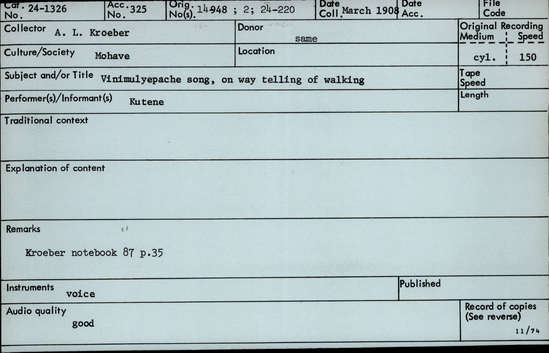 Cat. No. 24-1326 Acc. No. 325 Orig. No(s). 14948 ; 2; 24-220 Date Coll. March 1908 Date Acc. File Code
Collector A. L. Kroeber Donor same Original Recording Medium Speed
Culture/Society Mohave Location cyl. 150
Subject and/or Title Vinimulyepache song, on way telling of walking Tape Speed
Performer(s)/Informant(s) Kutene Length
Traditional context
Explanation of content
Remarks
Kroeber notebook 87 p.35
Instruments voice Published
Audio quality good Record of copies (See reverse)
11/74